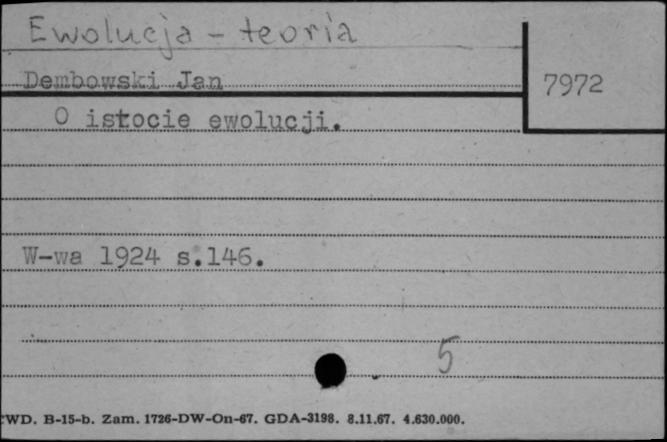 Ewolucja - teoria
Dembowski Jan
7972
O istocie ewolucji.
W-wa 1924 s.146.
5
WD. B-15-b. Zam. 1726-DW-On-67. GDA-3198. 8.11.67. 4.630.000.